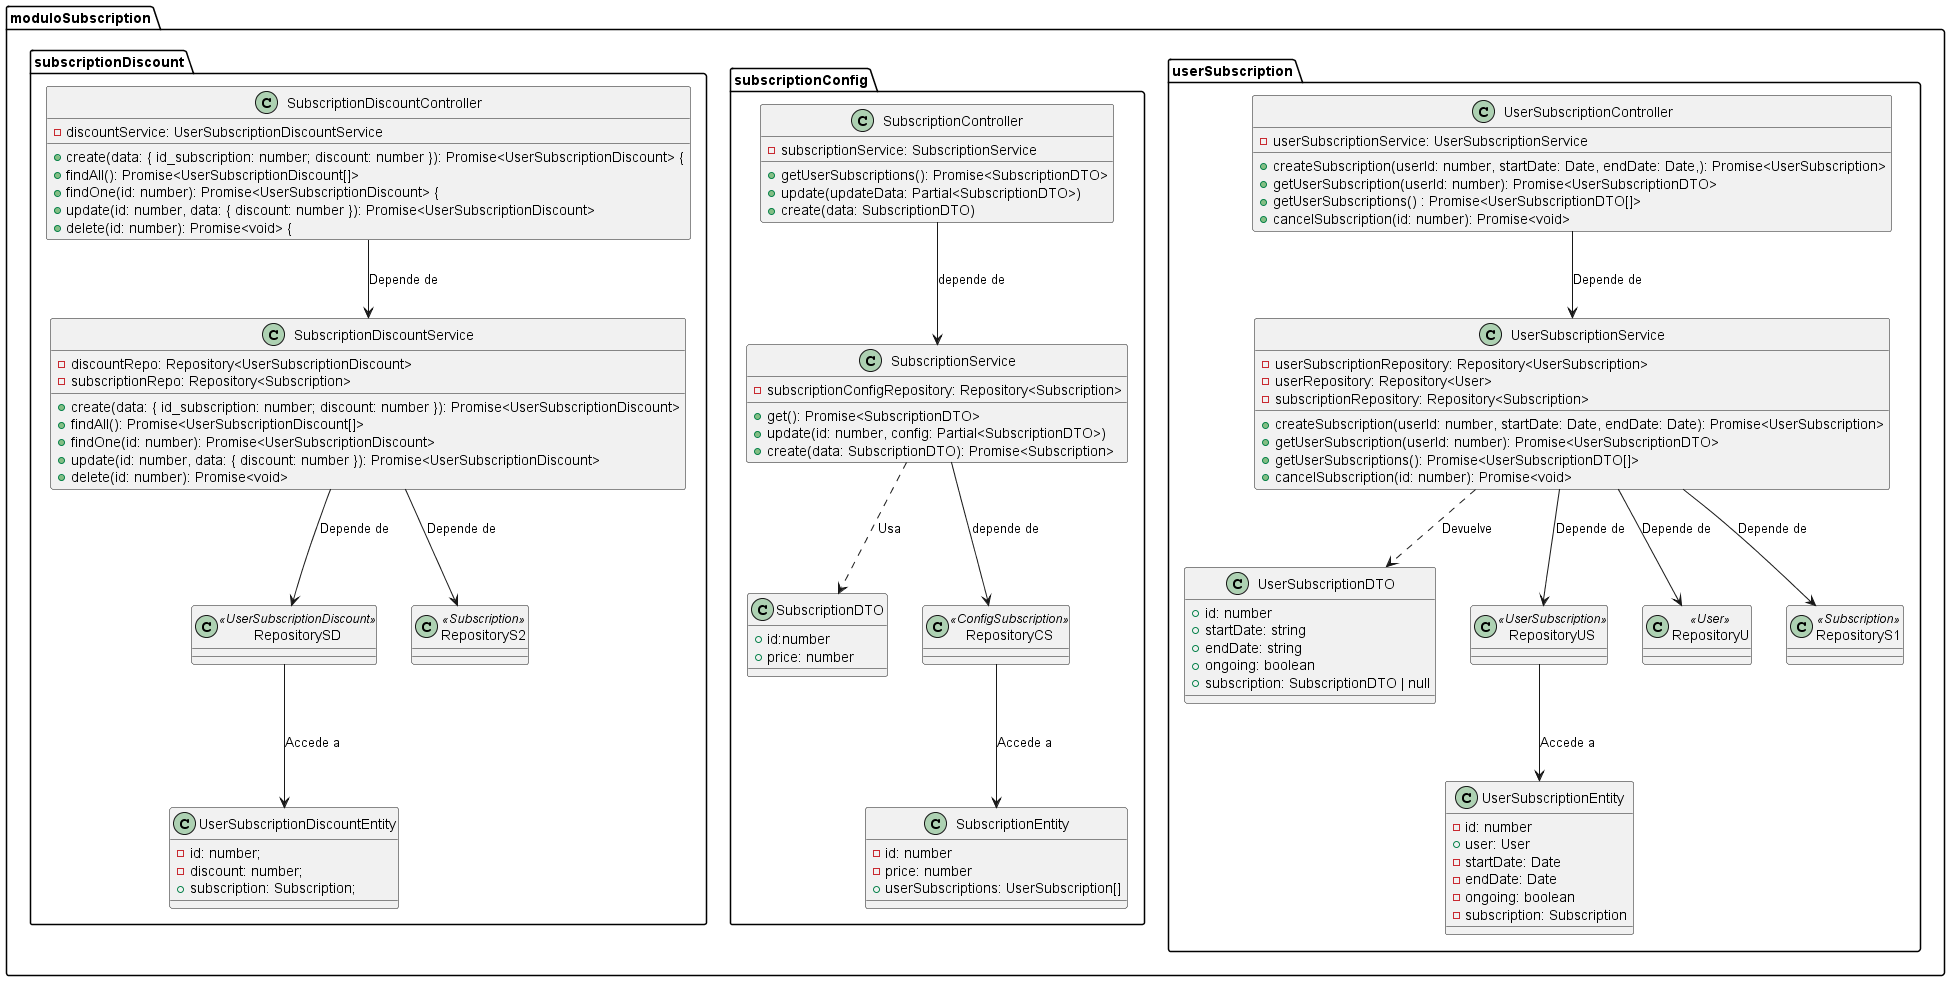 moduloSubscription
subscriptionDiscount
C SubscriptionDiscountController
discountService: UserSubscriptionDiscountService
create(data: { id_subscription: number; discount: number }): Promise<UserSubscriptionDiscount> {
findAll(): Promise<UserSubscriptionDiscount[]>
findOne(id: number): Promise<UserSubscriptionDiscount> {
update(id: number, data: { discount: number }): Promise<UserSubscriptionDiscount>
delete(id: number): Promise<void> {
Depende de
C SubscriptionDiscountService
discountRepo: Repository<UserSubscriptionDiscount>
subscriptionRepo: Repository<Subscription>
create(data: { id_subscription: number; discount: number }): Promise<UserSubscriptionDiscount>
findAll(): Promise<UserSubscriptionDiscount[]>
findOne(id: number): Promise<UserSubscriptionDiscount>
update(id: number, data: { discount: number }): Promise<UserSubscriptionDiscount>
delete(id: number): Promise<void>
Depende de
Depende de
C «UserSubscriptionDiscount»
RepositorySD
C «Subscription»
RepositoryS2
Accede a
C UserSubscriptionDiscountEntity
id: number;
discount: number;
subscription: Subscription;
subscriptionConfig
C SubscriptionController
subscriptionService: SubscriptionService
getUserSubscriptions(): Promise<SubscriptionDTO>
update(updateData: Partial<SubscriptionDTO>)
create(data: SubscriptionDTO)
depende de
C SubscriptionService
subscriptionConfigRepository: Repository<Subscription>
get(): Promise<SubscriptionDTO>
update(id: number, config: Partial<SubscriptionDTO>)
create(data: SubscriptionDTO): Promise<Subscription>
Usa
depende de
C SubscriptionDTO
id:number
price: number
C «ConfigSubscription»
RepositoryCS
Accede a
C SubscriptionEntity
id: number
price: number
userSubscriptions: UserSubscription[]
userSubscription
C UserSubscriptionController
userSubscriptionService: UserSubscriptionService
createSubscription(userId: number, startDate: Date, endDate: Date,): Promise<UserSubscription>
getUserSubscription(userId: number): Promise<UserSubscriptionDTO>
getUserSubscriptions() : Promise<UserSubscriptionDTO[]>
cancelSubscription(id: number): Promise<void>
Depende de
C UserSubscriptionService
userSubscriptionRepository: Repository<UserSubscription>
userRepository: Repository<User>
subscriptionRepository: Repository<Subscription>
createSubscription(userId: number, startDate: Date, endDate: Date): Promise<UserSubscription>
getUserSubscription(userId: number): Promise<UserSubscriptionDTO>
getUserSubscriptions(): Promise<UserSubscriptionDTO[]>
cancelSubscription(id: number): Promise<void>
Devuelve
Depende de
Depende de
Depende de
C UserSubscriptionDTO
id: number
startDate: string
endDate: string
ongoing: boolean
subscription: SubscriptionDTO | null
C «UserSubscription»
RepositoryUS
C «User»
RepositoryU
C «Subscription»
RepositoryS1
Accede a
C UserSubscriptionEntity
id: number
user: User
startDate: Date
endDate: Date
ongoing: boolean
subscription: Subscription